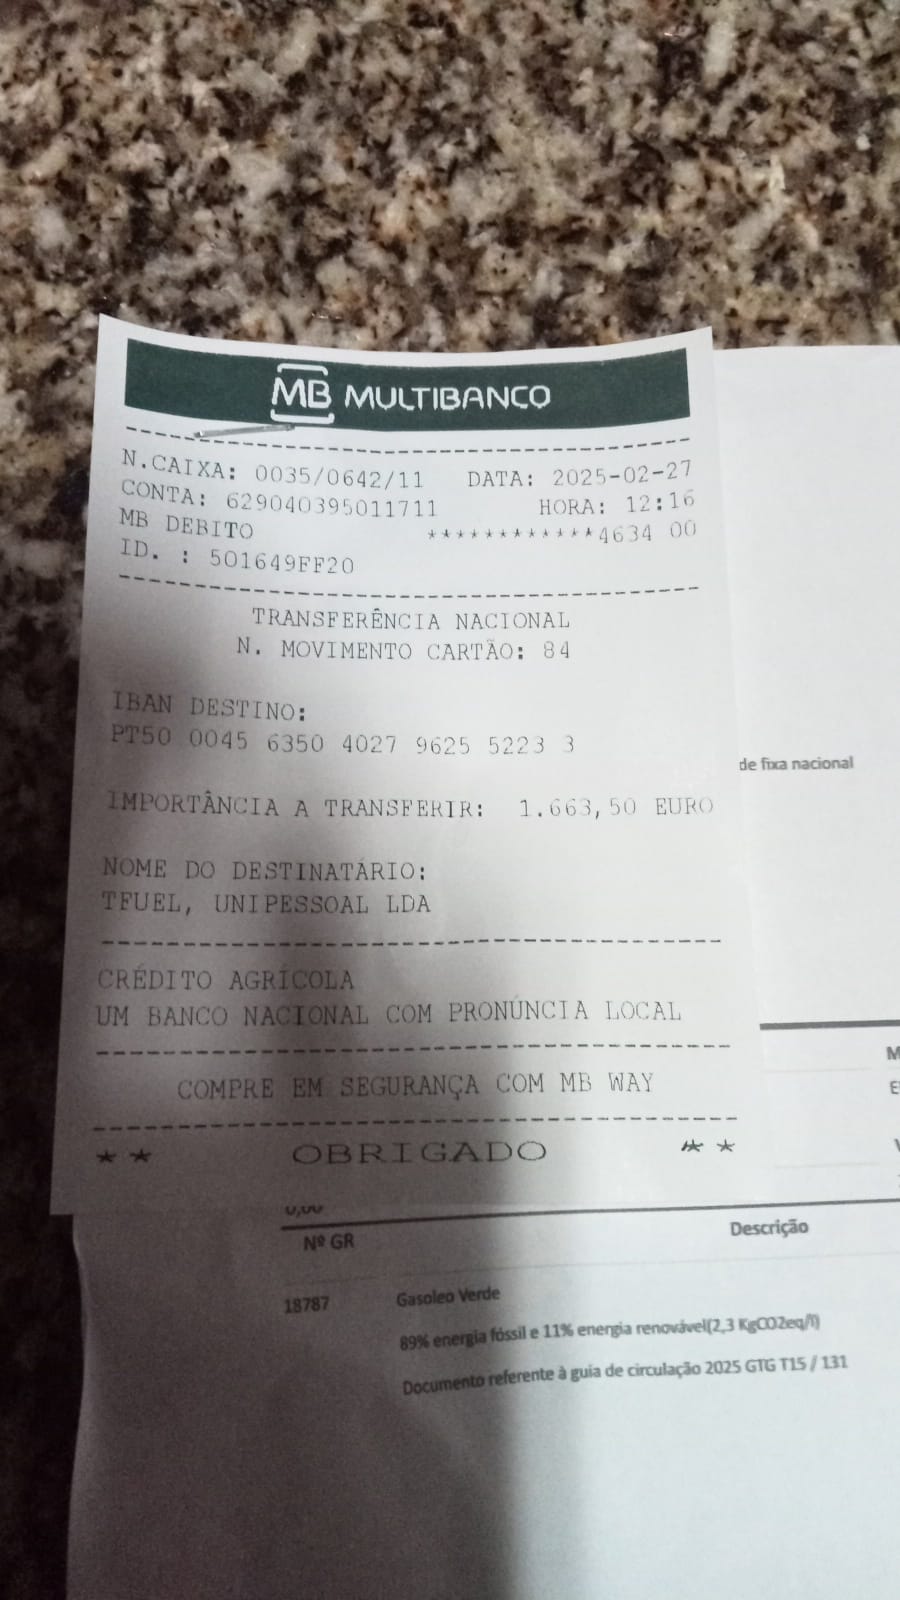 MB MULTIBANCO
N.CAIXA: 0035/0642/11 DATA: 2025-02-27
CONTA: 629040395011711 HORA: 12:16
MB DEBITO ************4634 00
ID. : 501649FF20
TRANSFERÊNCIA NACIONAL
N. MOVIMENTO CARTÃO: 84
IBAN DESTINO:
PT50 0045 6350 4027 9625 5223 3
de fixa nacional
IMPORTÂNCIA A TRANSFERIR: 1.663,50 EURO
NOME DO DESTINATÁRIO:
TFUEL, UNIPESSOAL LDA
CRÉDITO AGRÍCOLA
UM BANCO NACIONAL COM PRONÚNCIA LOCAL
COMPRE EM SEGURANÇA COM MB WAY
** OBRIGADO **
0,00
Nº GR Descrição
18787 Gasoleo Verde
89% energia fóssil e 11% energia renovável(2,3 KgCO2eq/l)
Documento referente à guia de circulação 2025 GTG T15 / 131